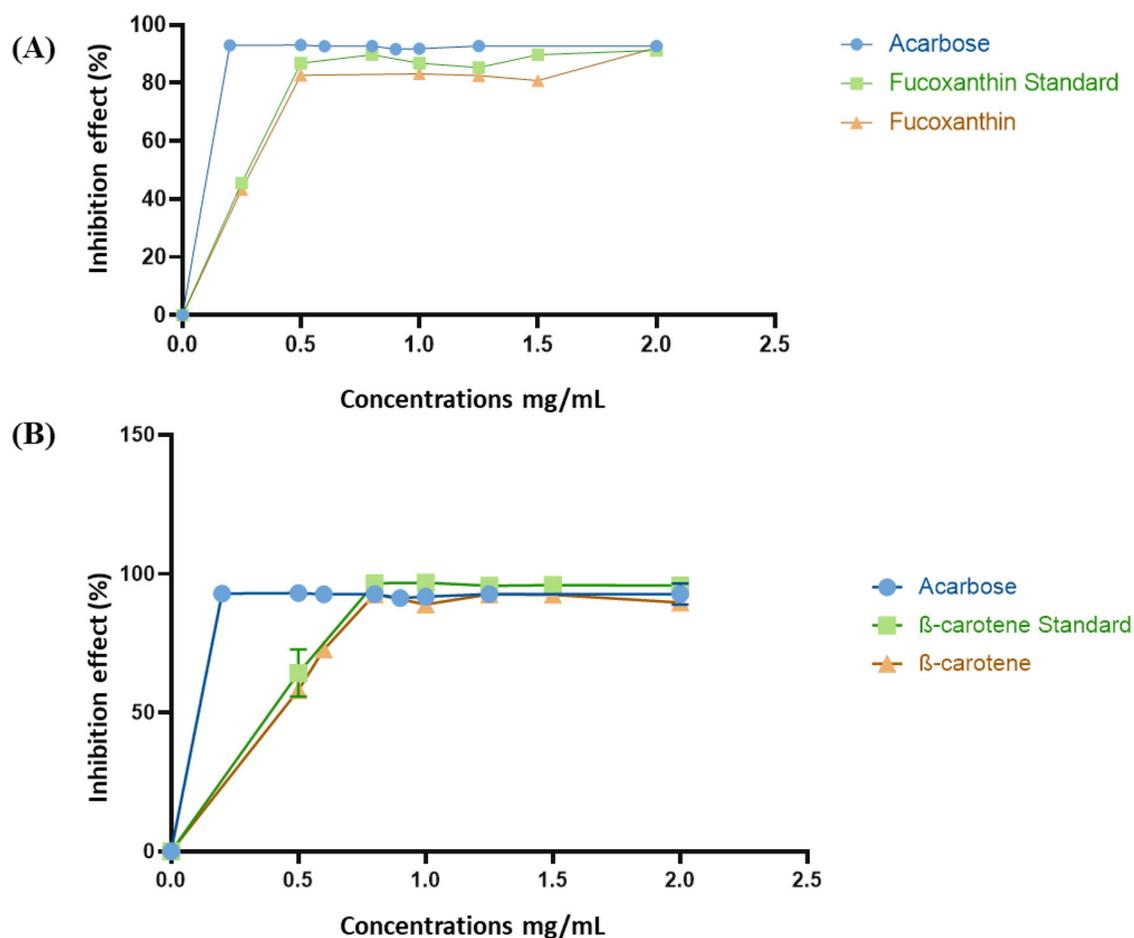 (A)
Inhibition effect (%)
100
80
60
40
20
0
0.0 0.5 1.0 1.5 2.0 2.5
Concentrations mg/mL
Acarbose
Fucoxanthin Standard
Fucoxanthin
(B)
Inhibition effect (%)
150
100
50
0
0.0 0.5 1.0 1.5 2.0 2.5
Concentrations mg/mL
Acarbose
ß-carotene Standard
ß-carotene